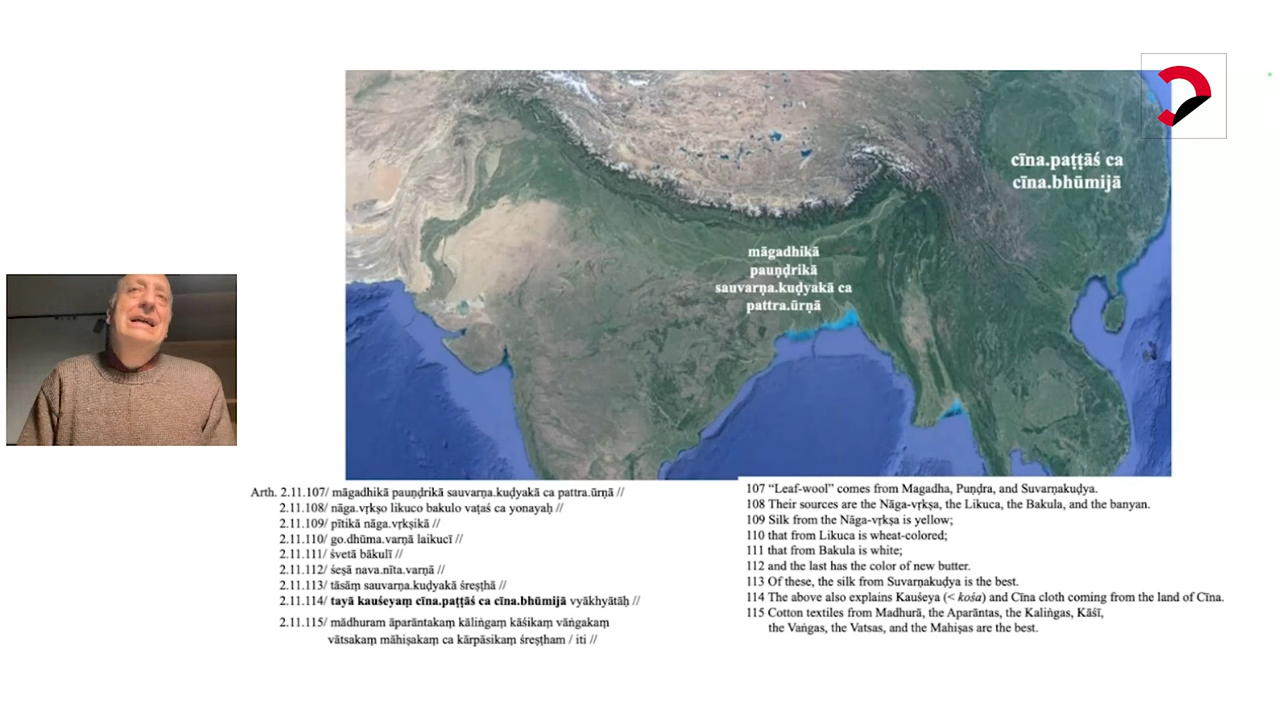 cīna.paṭṭāś ca
cīna.bhūmijā
māgadhikā
pauṇḍrikā
sauvarṇa.kuḍyakā ca
pattra.ūrṇā
Arth. 2.11.107/ māgadhikā pauṇḍrikā sauvarṇa.kuḍyakā ca pattra.ūrṇā //
2.11.108/ nāga.vṛkṣo likuco bakulo vaṭaś ca yonayaḥ //
2.11.109/ pītikā nāga.vṛkṣikā //
2.11.110/ go.dhūma.varṇā laikucī //
2.11.111/ śvetā bākulī //
2.11.112/ śeṣā nava.nīta.varṇā //
2.11.113/ tāsāṃ sauvarṇa.kuḍyakā śreṣṭhā //
2.11.114/ tayā kauśeyaṃ cīna.paṭṭāś ca cīna.bhūmijā vyākhyātāḥ //
2.11.115/ mādhuram āparāntakaṃ kāliṅgaṃ kāśikaṃ vāṅgakaṃ
vātsakaṃ māhiṣakaṃ ca kārpāsikaṃ śreṣṭham / iti //
107 “Leaf-wool” comes from Magadha, Puṇḍra, and Suvarṇakuḍya.
108 Their sources are the Nāga-vṛkṣa, the Likuca, the Bakula, and the banyan.
109 Silk from the Nāga-vṛkṣa is yellow;
110 that from Likuca is wheat-colored;
111 that from Bakula is white;
112 and the last has the color of new butter.
113 Of these, the silk from Suvarṇakuḍya is the best.
114 The above also explains Kauśeya (< kośa) and Cīna cloth coming from the land of Cīna.
115 Cotton textiles from Madhurā, the Aparāntas, the Kaliṅgas, Kāśī,
the Vaṅgas, the Vatsas, and the Mahiṣas are the best.